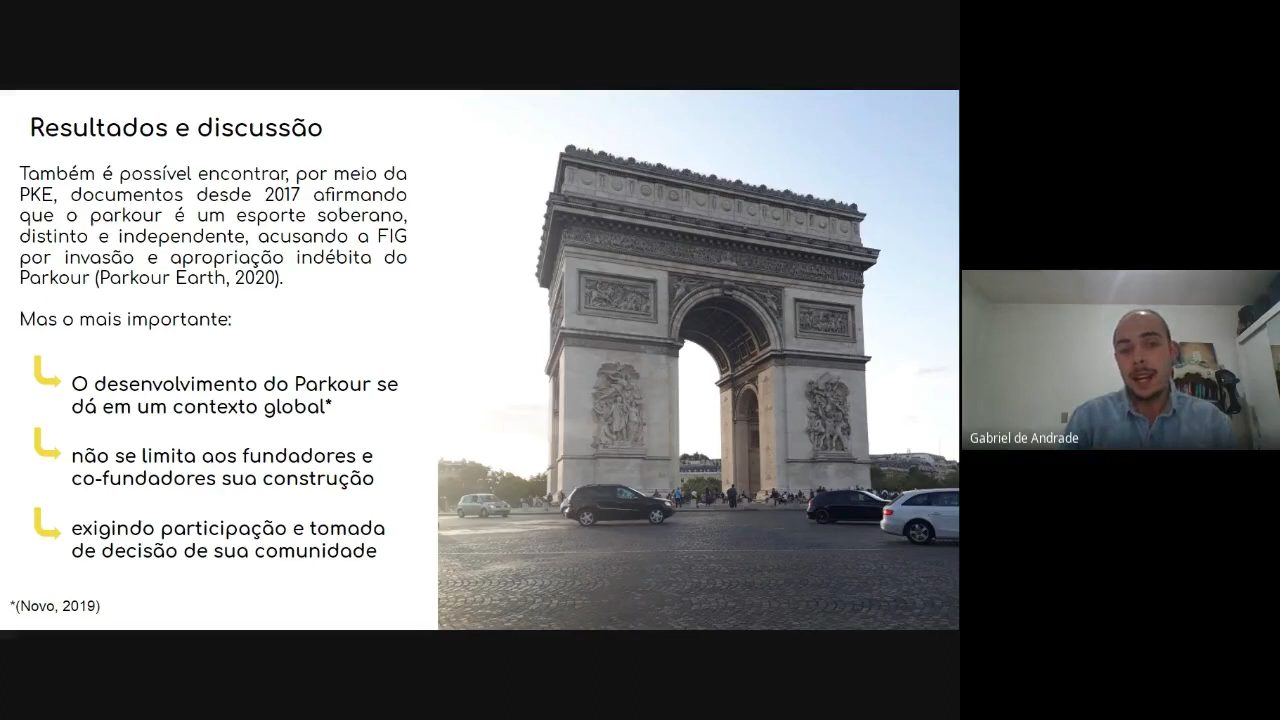 Resultados e discussão
Também é possível encontrar, por meio da
PKE, documentos desde 2017 afirmando
que o parkour é um esporte soberano,
distinto e independente, acusando a FIG
por invasão e apropriação indébita do
Parkour (Parkour Earth, 2020).
Mas o mais importante:
O desenvolvimento do Parkour se
dá em um contexto global*
não se limita aos fundadores e
co-fundadores sua construção
exigindo participação e tomada
de decisão de sua comunidade
*(Novo, 2019)
Gabriel de Andrade